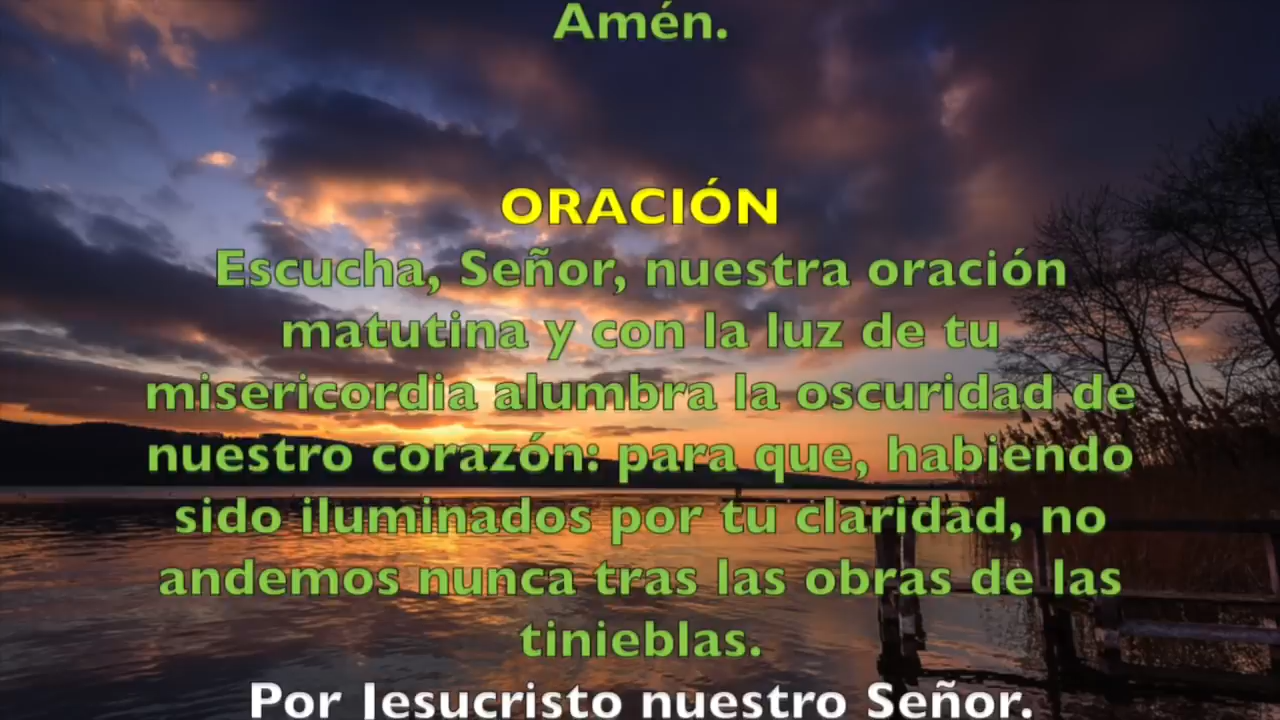 Amén.
ORACIÓN
Escucha, Señor, nuestra oración
matutina y con la luz de tu
misericordia alumbra la oscuridad de
nuestro corazón: para que, habiendo
sido iluminados por tu claridad, no
andemos nunca tras las obras de las
tinieblas.
Por Jesucristo nuestro Señor.